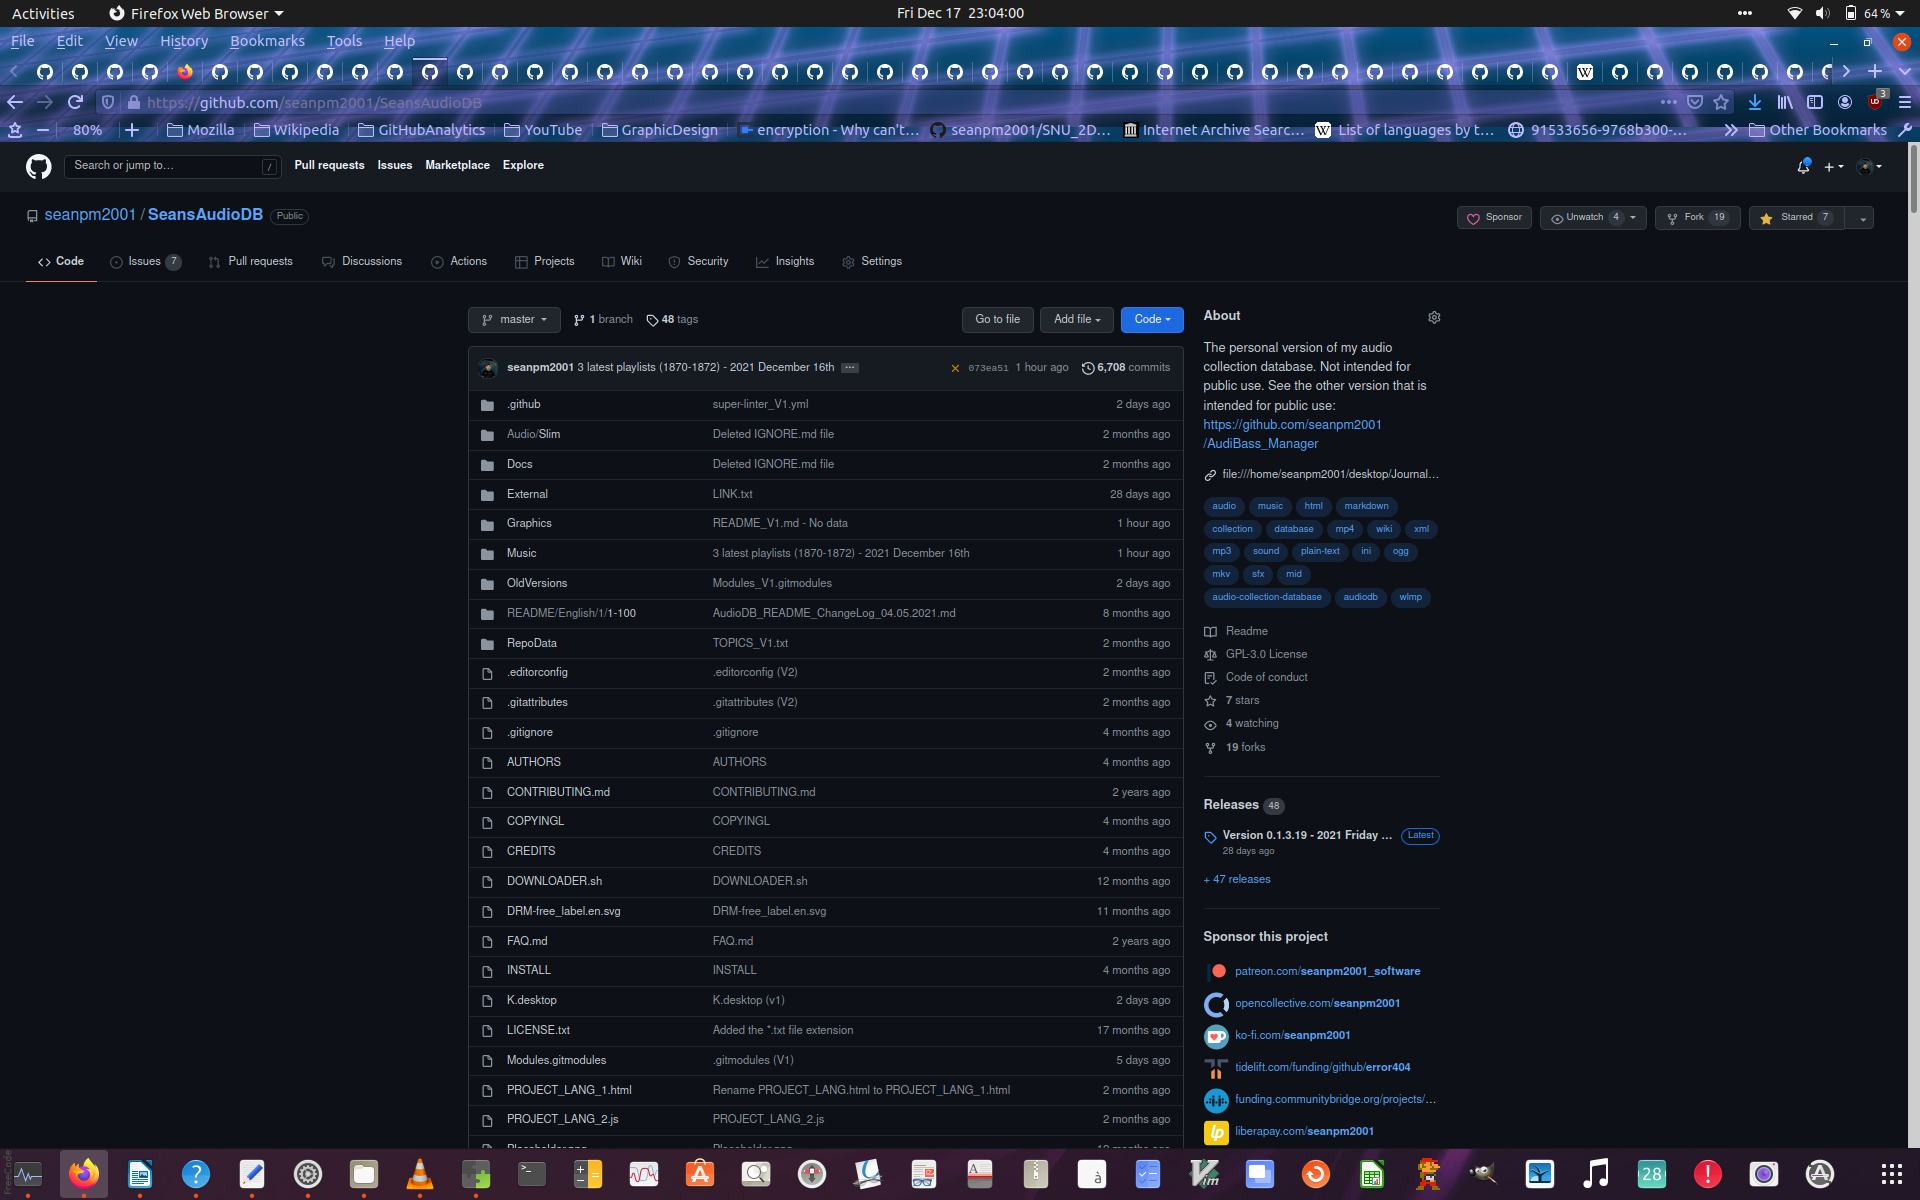 Activities Firefox Web Browser Fri Dec 17 23:04:00 64 %
File Edit View History Bookmarks Tools Help
https://github.com/seanpm2001/SeansAudioDB 3
80% Mozilla Wikipedia GitHubAnalytics YouTube GraphicDesign encryption - Why can't... seanpm2001/SNU_2D... Internet Archive Searc... List of languages by t... 91533656-9768b300-... Other Bookmarks
Search or jump to... / Pull requests Issues Marketplace Explore
seanpm2001 / SeansAudioDB Public Sponsor Unwatch 4 Fork 19 Starred 7
Code Issues 7 Pull requests Discussions Actions Projects Wiki Security Insights Settings
master 1 branch 48 tags Go to file Add file Code
seanpm2001 3 latest playlists (1870-1872) - 2021 December 16th ... 073ea51 1 hour ago 6,708 commits
.github super-linter_V1.yml 2 days ago
Audio/Slim Deleted IGNORE.md file 2 months ago
Docs Deleted IGNORE.md file 2 months ago
External LINK.txt 28 days ago
Graphics README_V1.md - No data 1 hour ago
Music 3 latest playlists (1870-1872) - 2021 December 16th 1 hour ago
OldVersions Modules_V1.gitmodules 2 days ago
README/English/1/1-100 AudioDB_README_ChangeLog_04.05.2021.md 8 months ago
RepoData TOPICS_V1.txt 2 months ago
.editorconfig .editorconfig (V2) 2 months ago
.gitattributes .gitattributes (V2) 2 months ago
.gitignore .gitignore 4 months ago
AUTHORS AUTHORS 4 months ago
CONTRIBUTING.md CONTRIBUTING.md 2 years ago
COPYINGL COPYINGL 4 months ago
CREDITS CREDITS 4 months ago
DOWNLOADER.sh DOWNLOADER.sh 12 months ago
DRM-free_label.en.svg DRM-free_label.en.svg 11 months ago
FAQ.md FAQ.md 2 years ago
INSTALL INSTALL 4 months ago
K.desktop K.desktop (v1) 2 days ago
LICENSE.txt Added the *.txt file extension 17 months ago
Modules.gitmodules .gitmodules (V1) 5 days ago
PROJECT_LANG_1.html Rename PROJECT_LANG.html to PROJECT_LANG_1.html 2 months ago
PROJECT_LANG_2.js PROJECT_LANG_2.js 2 months ago
About
The personal version of my audio
collection database. Not intended for
public use. See the other version that is
intended for public use:
https://github.com/seanpm2001
/AudiBass_Manager
file:///home/seanpm2001/desktop/Journal...
audio music html markdown
collection database mp4 wiki xml
mp3 sound plain-text ini ogg
mkv sfx mid
audio-collection-database audiodb wlmp
Readme
GPL-3.0 License
Code of conduct
7 stars
4 watching
19 forks
Releases 48
Version 0.1.3.19 - 2021 Friday ... Latest
28 days ago
+ 47 releases
Sponsor this project
patreon.com/seanpm2001_software
opencollective.com/seanpm2001
ko-fi.com/seanpm2001
tidelift.com/funding/github/error404
funding.communitybridge.org/projects/...
liberapay.com/seanpm2001
28